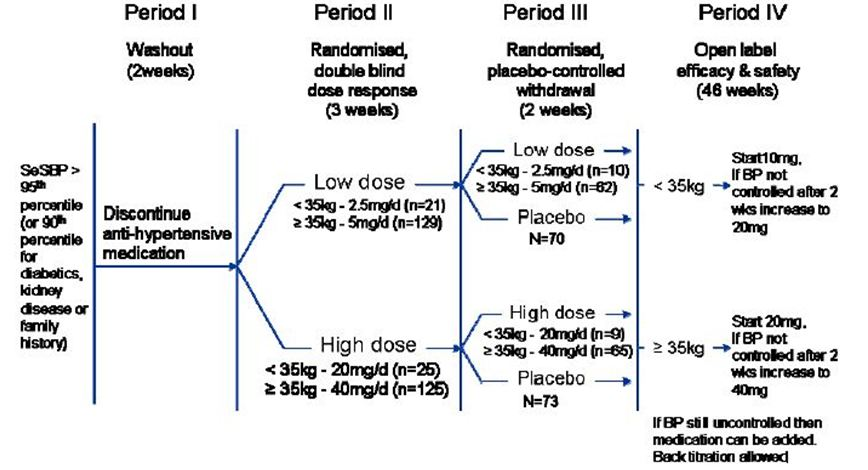 Period I
Washout
(2weeks)
Period II
Randomised,
double blind
dose response
(3 weeks)
Period III
Randomised,
placebo-controlled
withdrawal
(2 weeks)
Period IV
Open label
efficacy & safety
(46 weeks)
SeSBP >
95th
percentile
(or 90th
percentile
for
diabetics,
kidney
disease or
family
history)
Discontinue
anti-hypertensive
medication
Low dose
< 35kg - 2.5mg/d (n=21)
≥ 35kg - 5mg/d (n=129)
High dose
< 35kg - 20mg/d (n=25)
≥ 35kg - 40mg/d (n=125)
Low dose
< 35kg - 2.5mg/d (n=10)
≥ 35kg - 5mg/d (n=62)
Placebo
N=70
High dose
< 35kg - 20mg/d (n=9)
≥ 35kg - 40mg/d (n=65)
Placebo
N=73
< 35kg
Start10mg,
If BP not
controlled after 2
wks increase to
20mg
≥ 35kg
Start 20mg,
If BP not
controlled after 2
wks increase to
40mg
If BP still uncontrolled then
medication can be added.
Back titration allowed